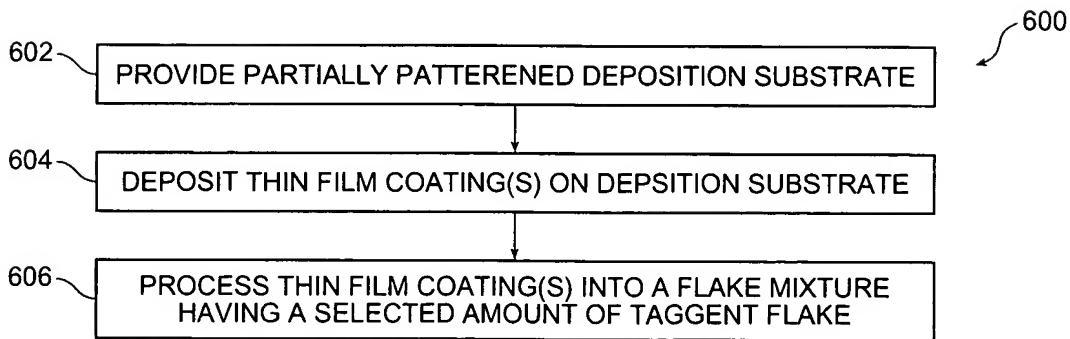 600
602
PROVIDE PARTIALLY PATTERENED DEPOSITION SUBSTRATE
604
DEPOSIT THIN FILM COATING(S) ON DEPSITION SUBSTRATE
606
PROCESS THIN FILM COATING(S) INTO A FLAKE MIXTURE
HAVING A SELECTED AMOUNT OF TAGGENT FLAKE